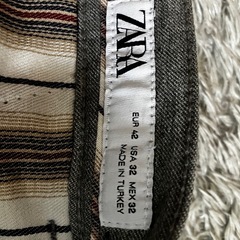 ZARA
EUR 42 USA 32 MEX 32
MADE IN TURKEY